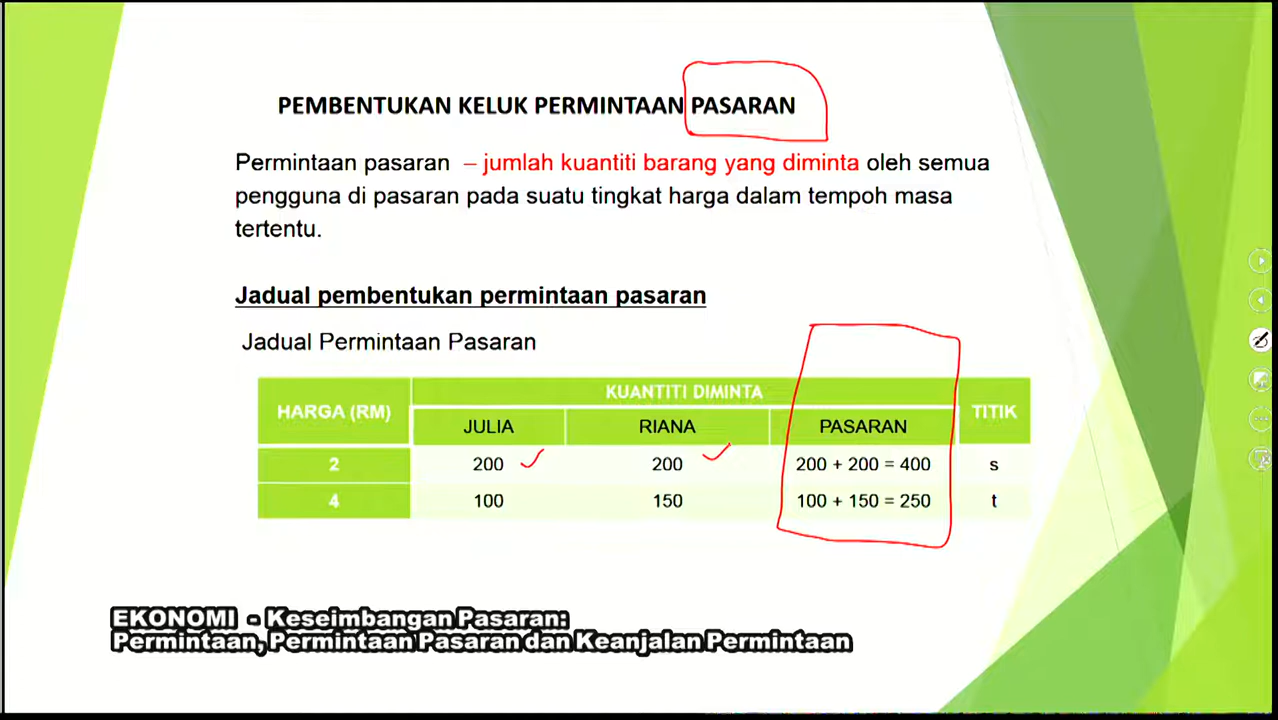 PEMBENTUKAN KELUK PERMINTAAN PASARAN
Permintaan pasaran – jumlah kuantiti barang yang diminta oleh semua
pengguna di pasaran pada suatu tingkat harga dalam tempoh masa
tertentu.
Jadual pembentukan permintaan pasaran
Jadual Permintaan Pasaran
HARGA (RM) KUANTITI DIMINTA TITIK
JULIA RIANA PASARAN
2 200 200 200 + 200 = 400 s
4 100 150 100 + 150 = 250 t
EKONOMI - Keseimbangan Pasaran:
Permintaan, Permintaan Pasaran dan Keanjalan Permintaan